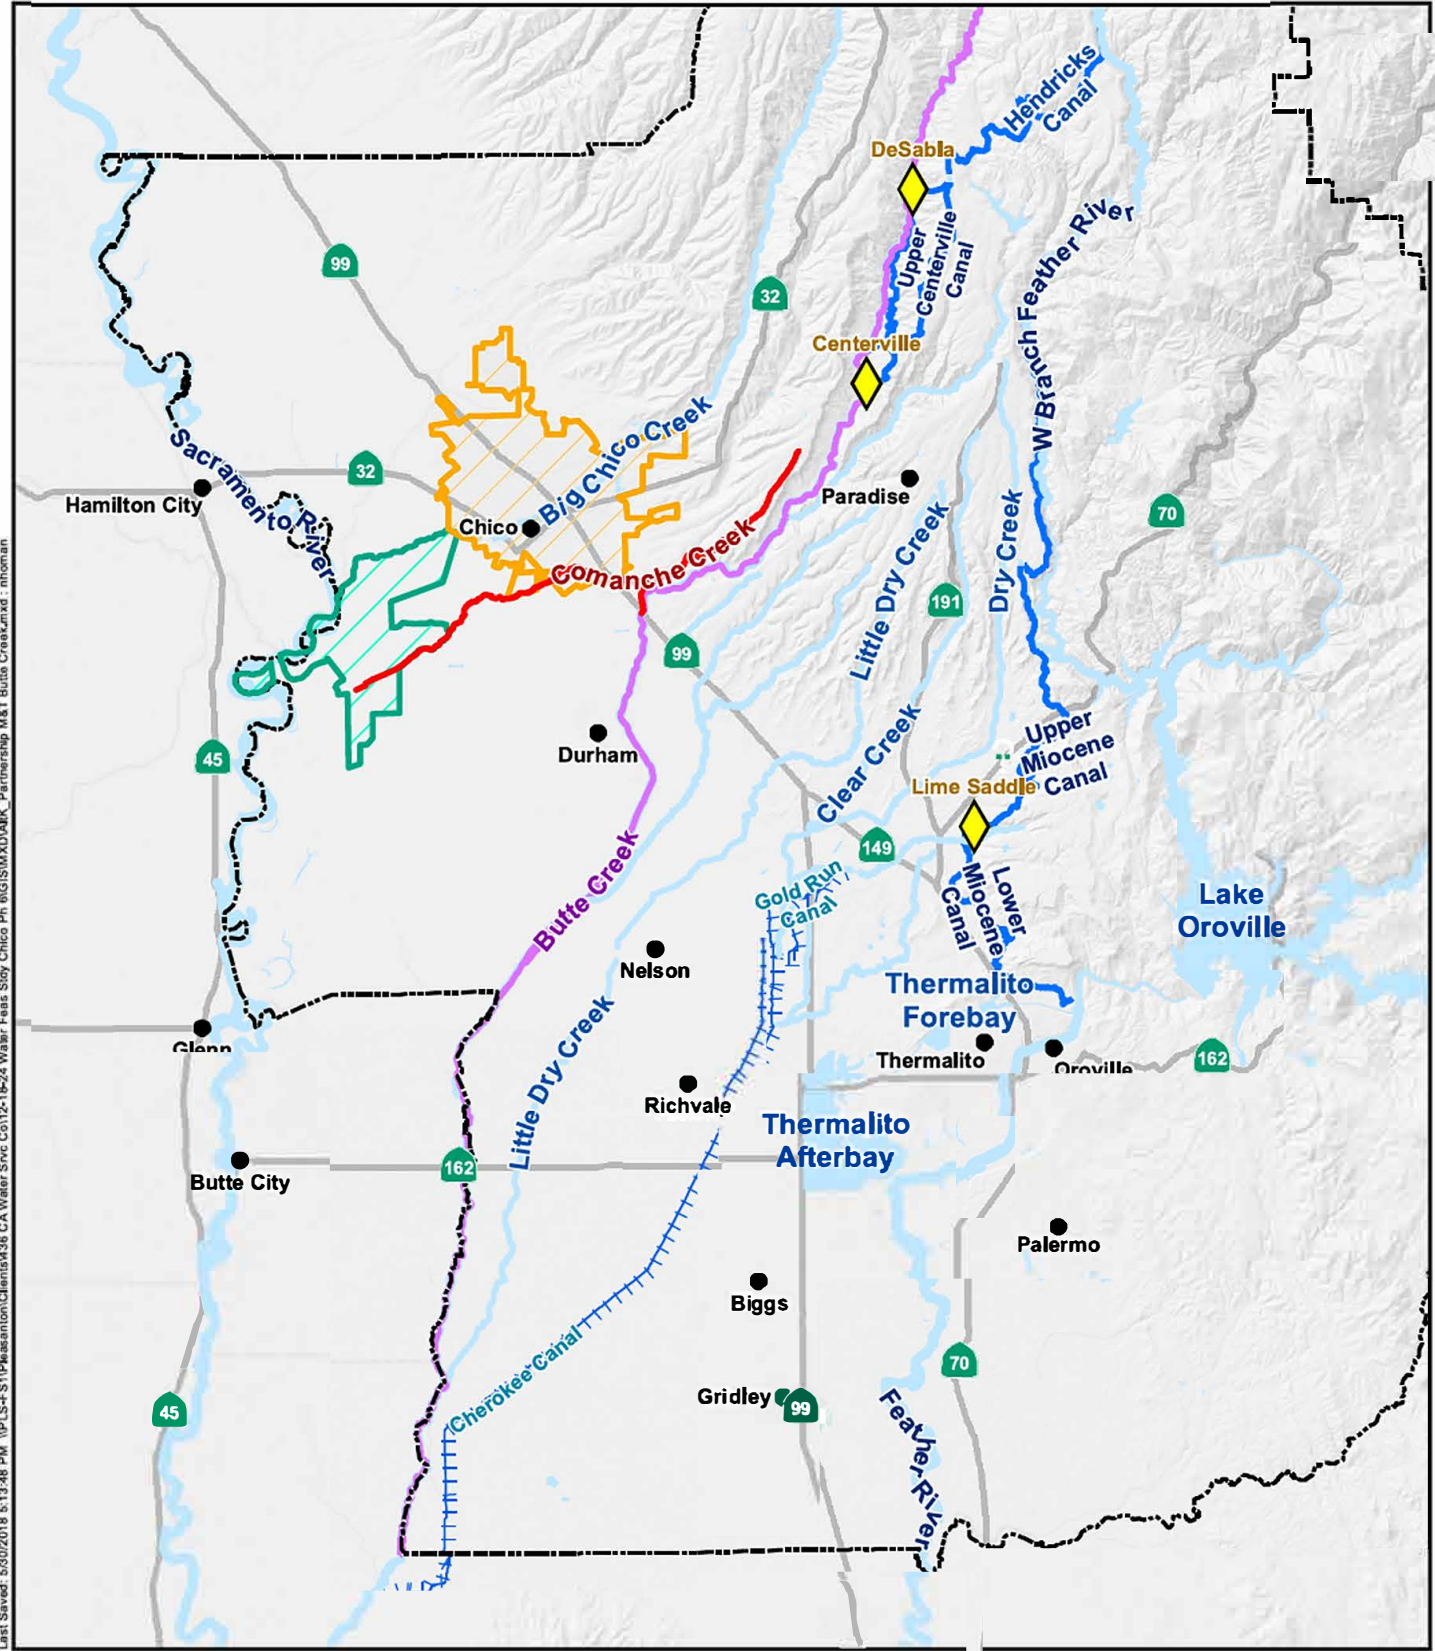 Hendricks
Canal
DeSabla
99
32
Upper
Centerville
Canal
W Branch Feather River
Centerville
Big Chico Creek
Sacramento River
32
Hamilton City
Paradise
70
Chico
Comanche Creek
Little Dry Creek
Dry Creek
191
99
Durham
45
Upper
Miocene
Canal
Clear Creek
Lime Saddle
149
Butte Creek
Gold Run
Canal
Lower
Miocene
Canal
Lake
Oroville
Nelson
Thermalito
Forebay
Little Dry Creek
Glenn
Thermalito
Oroville
162
Richvale
Thermalito
Afterbay
162
Butte City
Palermo
Biggs
Cherokee Canal
70
Gridley
99
45
Feather River